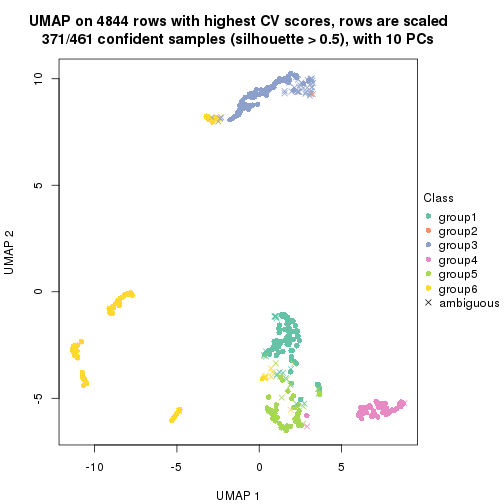 UMAP on 4844 rows with highest CV scores, rows are scaled
371/461 confident samples (silhouette > 0.5), with 10 PCs
10
5
0
-5
UMAP 2
-10
-5
0
5
UMAP 1
Class
group1
group2
group3
group4
group5
group6
ambiguous